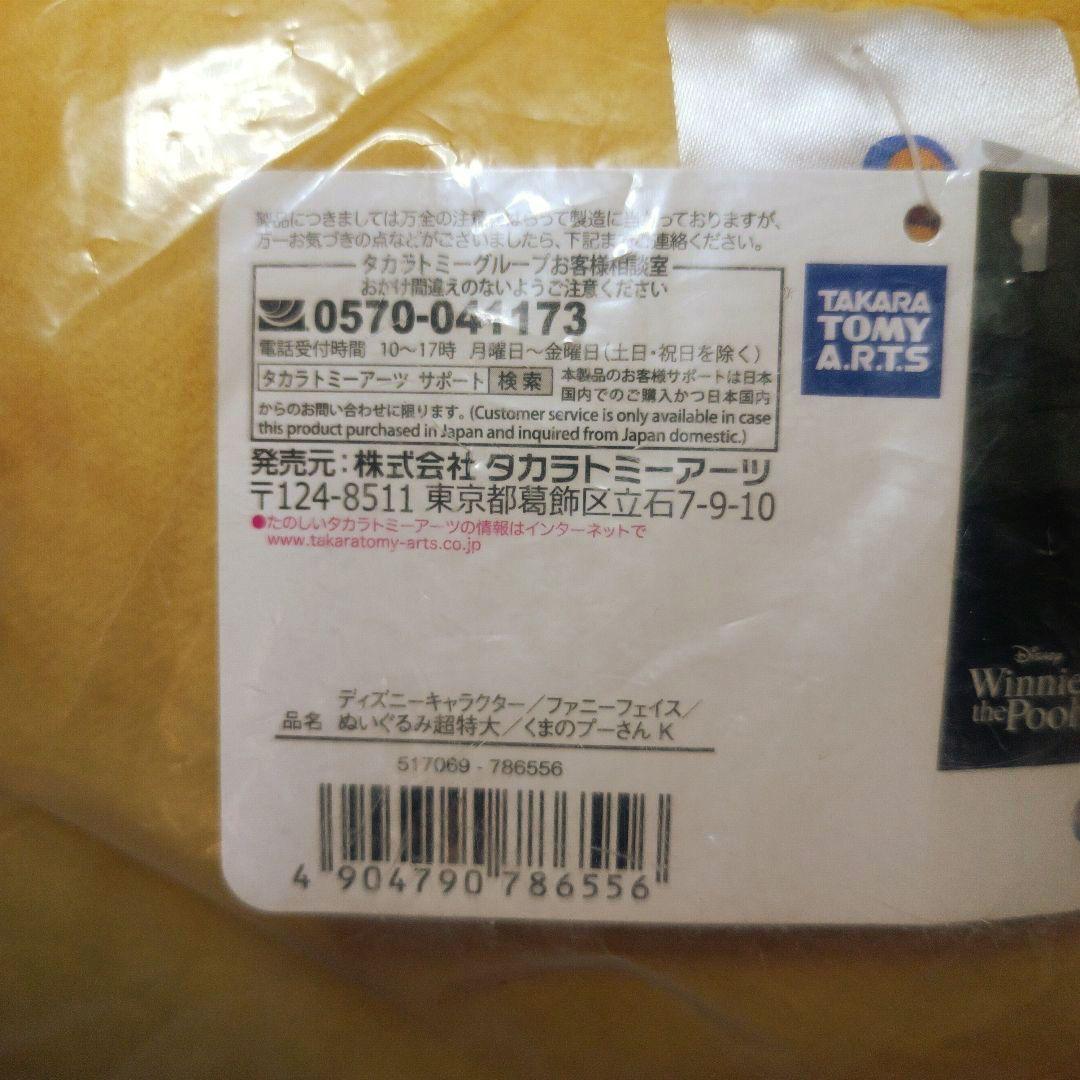 製品につきましては万全の注意をはらって製造に当たっておりますが、
万一お気づきの点などがございましたら、下記までご連絡ください。
タカラトミーグループお客様相談室
おかけ間違えのないようご注意ください
0570-041173
電話受付時間 10～17時 月曜日～金曜日(土日・祝日を除く)
タカラトミーアーツ サポート 検索 本製品のお客様サポートは日本
国内でのご購入かつ日本国内
からのお問い合わせに限ります。(Customer service is only available in case
this product purchased in Japan and inquired from Japan domestic.)
発売元:株式会社 タカラトミーアーツ
〒124-8511 東京都葛飾区立石7-9-10
●たのしいタカラトミーアーツの情報はインターネットで
www.takaratomy-arts.co.jp
TAKARA
TOMY
A.R.T.S
Disney
Winnie
the Pooh
ディズニーキャラクター/ファニーフェイス/
品名 ぬいぐるみ超特大/くまのプーさん K
517069 - 786556
4 904790 786556